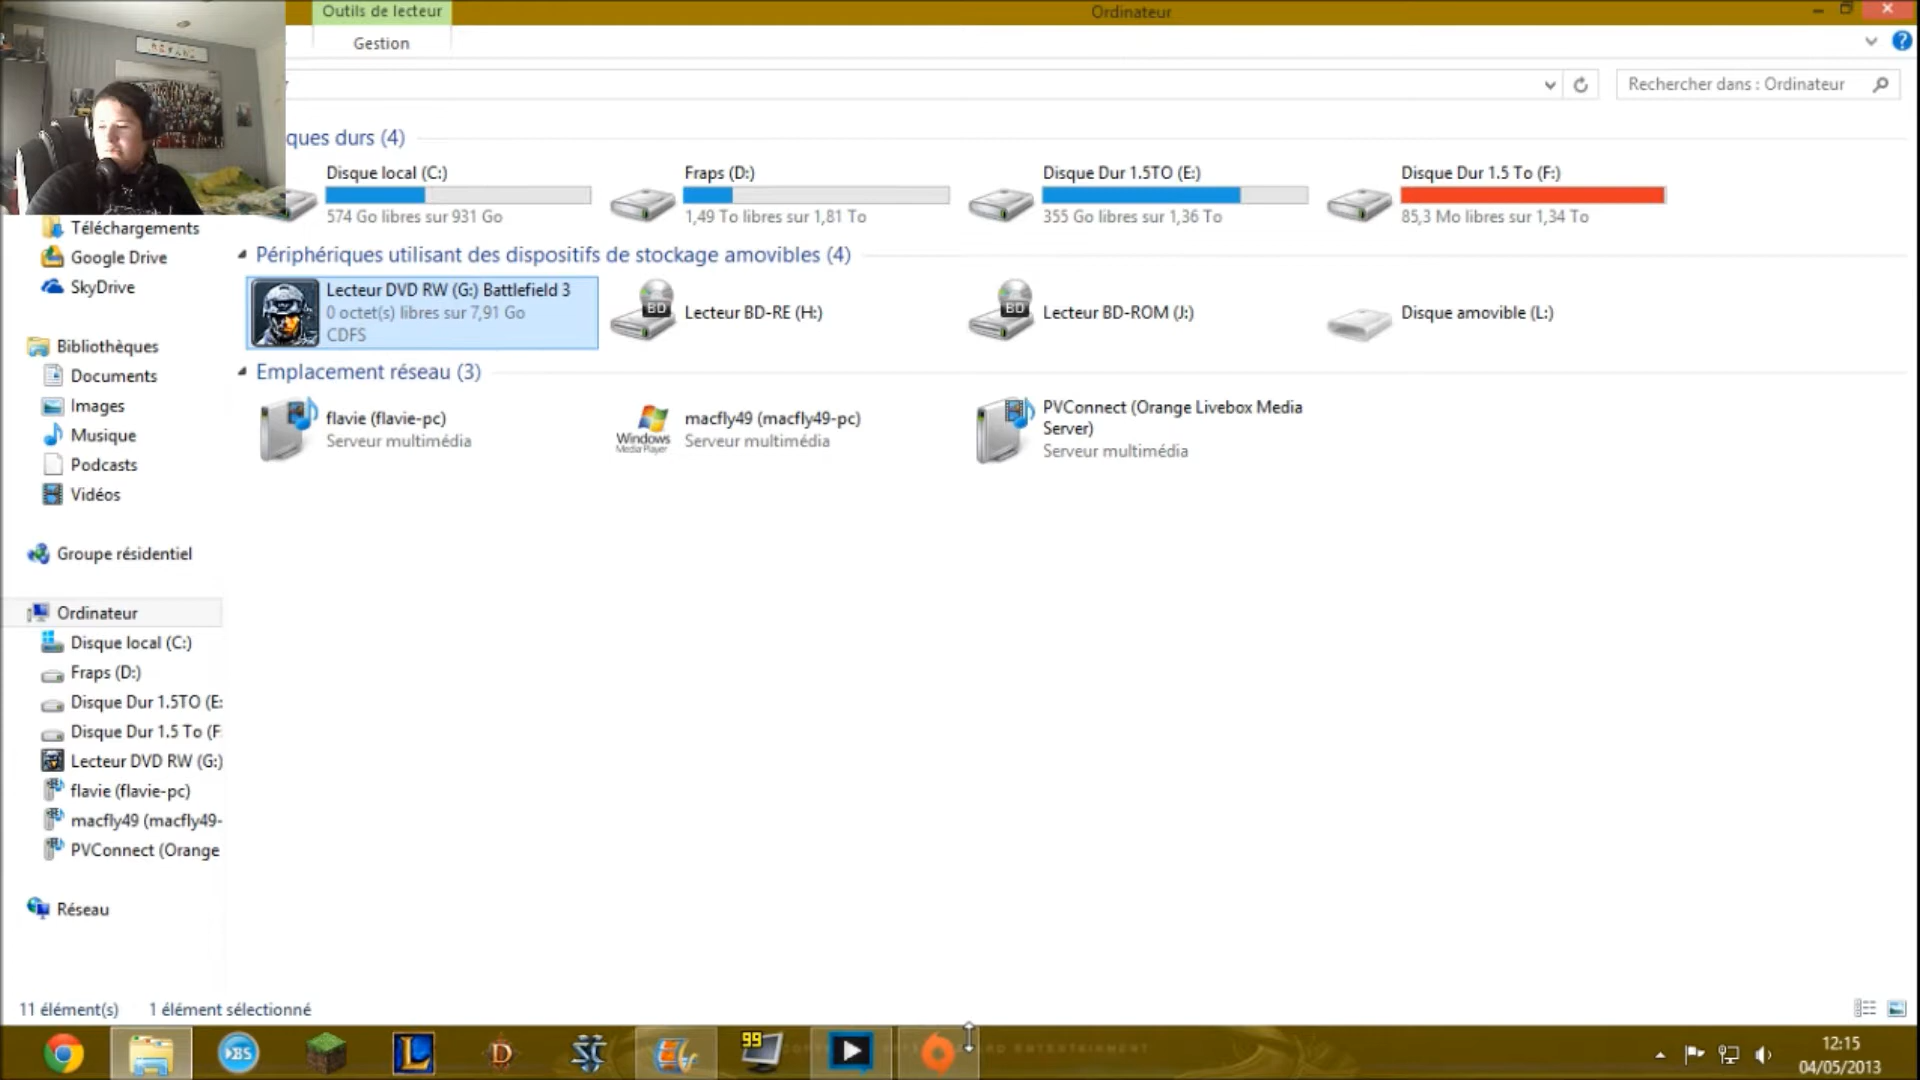 Outils de lecteur
Ordinateur
Gestion
Rechercher dans : Ordinateur
ques durs (4)
Disque local (C:)
574 Go libres sur 931 Go
Fraps (D:)
1,49 To libres sur 1,81 To
Disque Dur 1.5TO (E:)
355 Go libres sur 1,36 To
Disque Dur 1.5 To (F:)
85,3 Mo libres sur 1,34 To
Périphériques utilisant des dispositifs de stockage amovibles (4)
Lecteur DVD RW (G:) Battlefield 3
0 octet(s) libres sur 7,91 Go
CDFS
BD
Lecteur BD-RE (H:)
BD
Lecteur BD-ROM (J:)
Disque amovible (L:)
Emplacement réseau (3)
flavie (flavie-pc)
Serveur multimédia
Windows
Media Player
macfly49 (macfly49-pc)
Serveur multimédia
PVConnect (Orange Livebox Media
Server)
Serveur multimédia
Téléchargements
Google Drive
SkyDrive
Bibliothèques
Documents
Images
Musique
Podcasts
Vidéos
Groupe résidentiel
Ordinateur
Disque local (C:)
Fraps (D:)
Disque Dur 1.5TO (E:
Disque Dur 1.5 To (F
Lecteur DVD RW (G:)
flavie (flavie-pc)
macfly49 (macfly49-
PVConnect (Orange
Réseau
11 élément(s)
1 élément sélectionné
BS
L
D
99
ENTERTAINMENT
12:15
04/05/2013